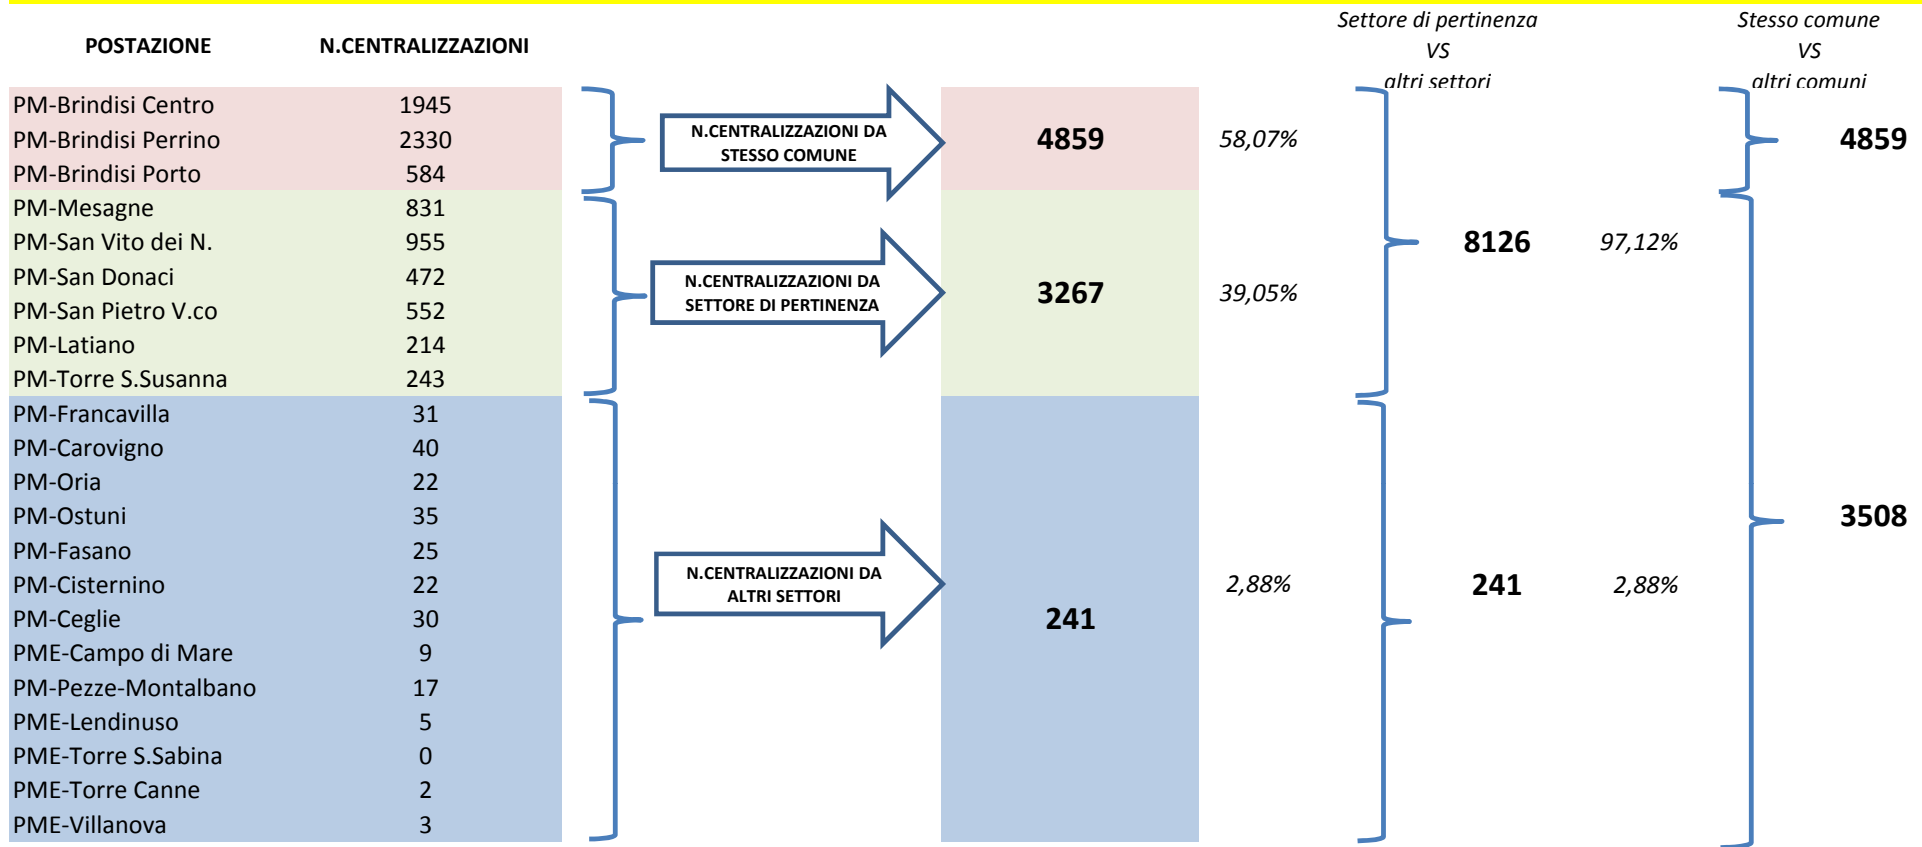 Settore di pertinenza
VS
altri settori
Stesso comune
VS
altri comuni
POSTAZIONE N.CENTRALIZZAZIONI
PM-Brindisi Centro 1945
PM-Brindisi Perrino 2330
PM-Brindisi Porto 584
N.CENTRALIZZAZIONI DA
STESSO COMUNE
4859 58,07%
4859
PM-Mesagne 831
PM-San Vito dei N. 955
PM-San Donaci 472
PM-San Pietro V.co 552
PM-Latiano 214
PM-Torre S.Susanna 243
N.CENTRALIZZAZIONI DA
SETTORE DI PERTINENZA
3267 39,05%
8126 97,12%
PM-Francavilla 31
PM-Carovigno 40
PM-Oria 22
PM-Ostuni 35
PM-Fasano 25
PM-Cisternino 22
PM-Ceglie 30
PME-Campo di Mare 9
PM-Pezze-Montalbano 17
PME-Lendinuso 5
PME-Torre S.Sabina 0
PME-Torre Canne 2
PME-Villanova 3
N.CENTRALIZZAZIONI DA
ALTRI SETTORI
241 2,88%
241 2,88%
3508